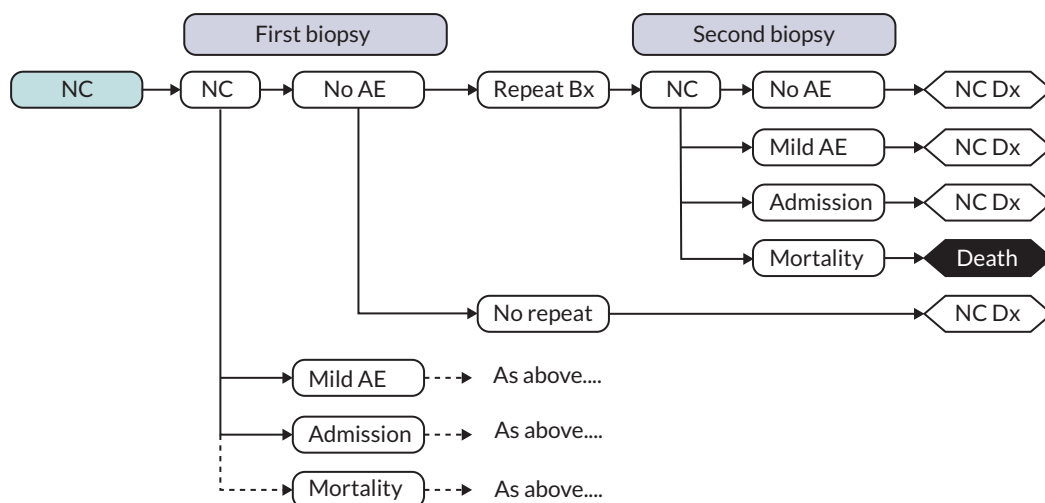 First biopsy
Second biopsy
NC
NC
No AE
Repeat Bx
NC
No AE
NC Dx
Mild AE
NC Dx
Admission
NC Dx
Mortality
Death
No repeat
NC Dx
Mild AE
As above....
Admission
As above....
Mortality
As above....